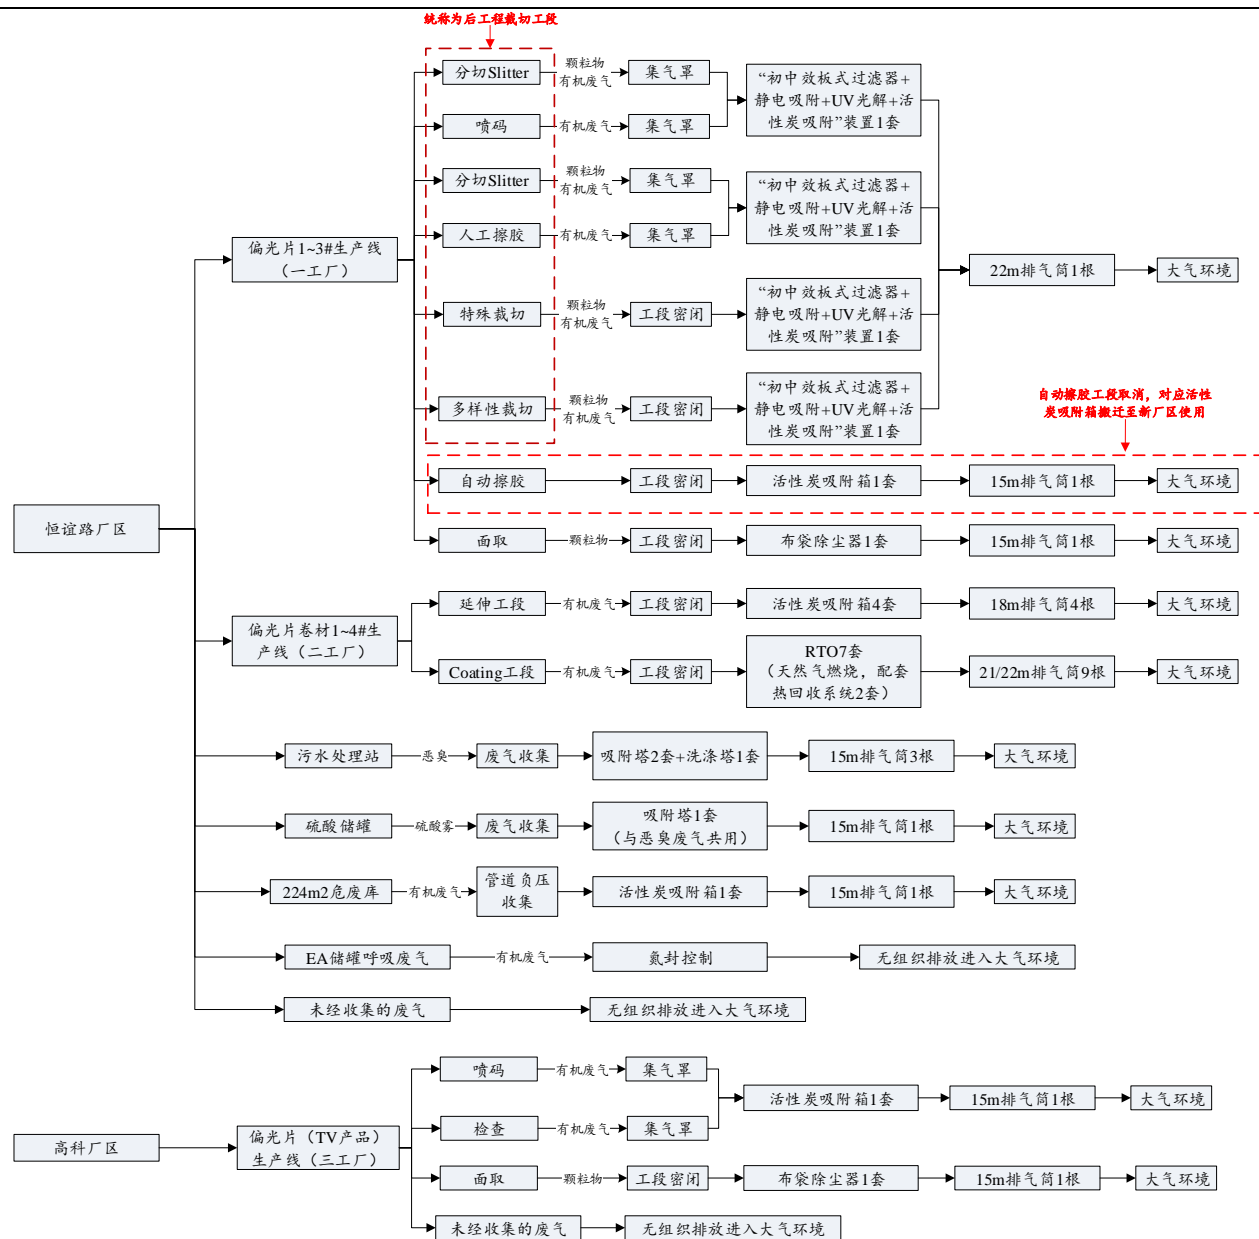 统称为后工程裁切工段
分切Slitter
颗粒物
有机废气
集气罩
喷码
有机废气
集气罩
“初中效板式过滤器+
静电吸附+UV光解+活
性炭吸附”装置1套
分切Slitter
颗粒物
有机废气
集气罩
人工擦胶
有机废气
集气罩
“初中效板式过滤器+
静电吸附+UV光解+活
性炭吸附”装置1套
偏光片1~3#生产线
（一工厂）
特殊裁切
颗粒物
有机废气
工段密闭
“初中效板式过滤器+
静电吸附+UV光解+活
性炭吸附”装置1套
22m排气筒1根
大气环境
多样性裁切
颗粒物
有机废气
工段密闭
“初中效板式过滤器+
静电吸附+UV光解+活
性炭吸附”装置1套
自动擦胶工段取消，对应活性
炭吸附箱搬迁至新厂区使用
自动擦胶
工段密闭
活性炭吸附箱1套
15m排气筒1根
大气环境
恒谊路厂区
面取
颗粒物
工段密闭
布袋除尘器1套
15m排气筒1根
大气环境
偏光片卷材1~4#生
产线（二工厂）
延伸工段
有机废气
工段密闭
活性炭吸附箱4套
18m排气筒4根
大气环境
Coating工段
有机废气
工段密闭
RTO7套
（天然气燃烧，配套
热回收系统2套）
21/22m排气筒9根
大气环境
污水处理站
恶臭
废气收集
吸附塔2套+洗涤塔1套
15m排气筒3根
大气环境
硫酸储罐
硫酸雾
废气收集
吸附塔1套
（与恶臭废气共用）
15m排气筒1根
大气环境
224m2危废库
有机废气
管道负压
收集
活性炭吸附箱1套
15m排气筒1根
大气环境
EA储罐呼吸废气
有机废气
氮封控制
无组织排放进入大气环境
未经收集的废气
无组织排放进入大气环境
高科厂区
偏光片（TV产品）
生产线（三工厂）
喷码
有机废气
集气罩
检查
有机废气
集气罩
活性炭吸附箱1套
15m排气筒1根
大气环境
面取
颗粒物
工段密闭
布袋除尘器1套
15m排气筒1根
大气环境
未经收集的废气
无组织排放进入大气环境